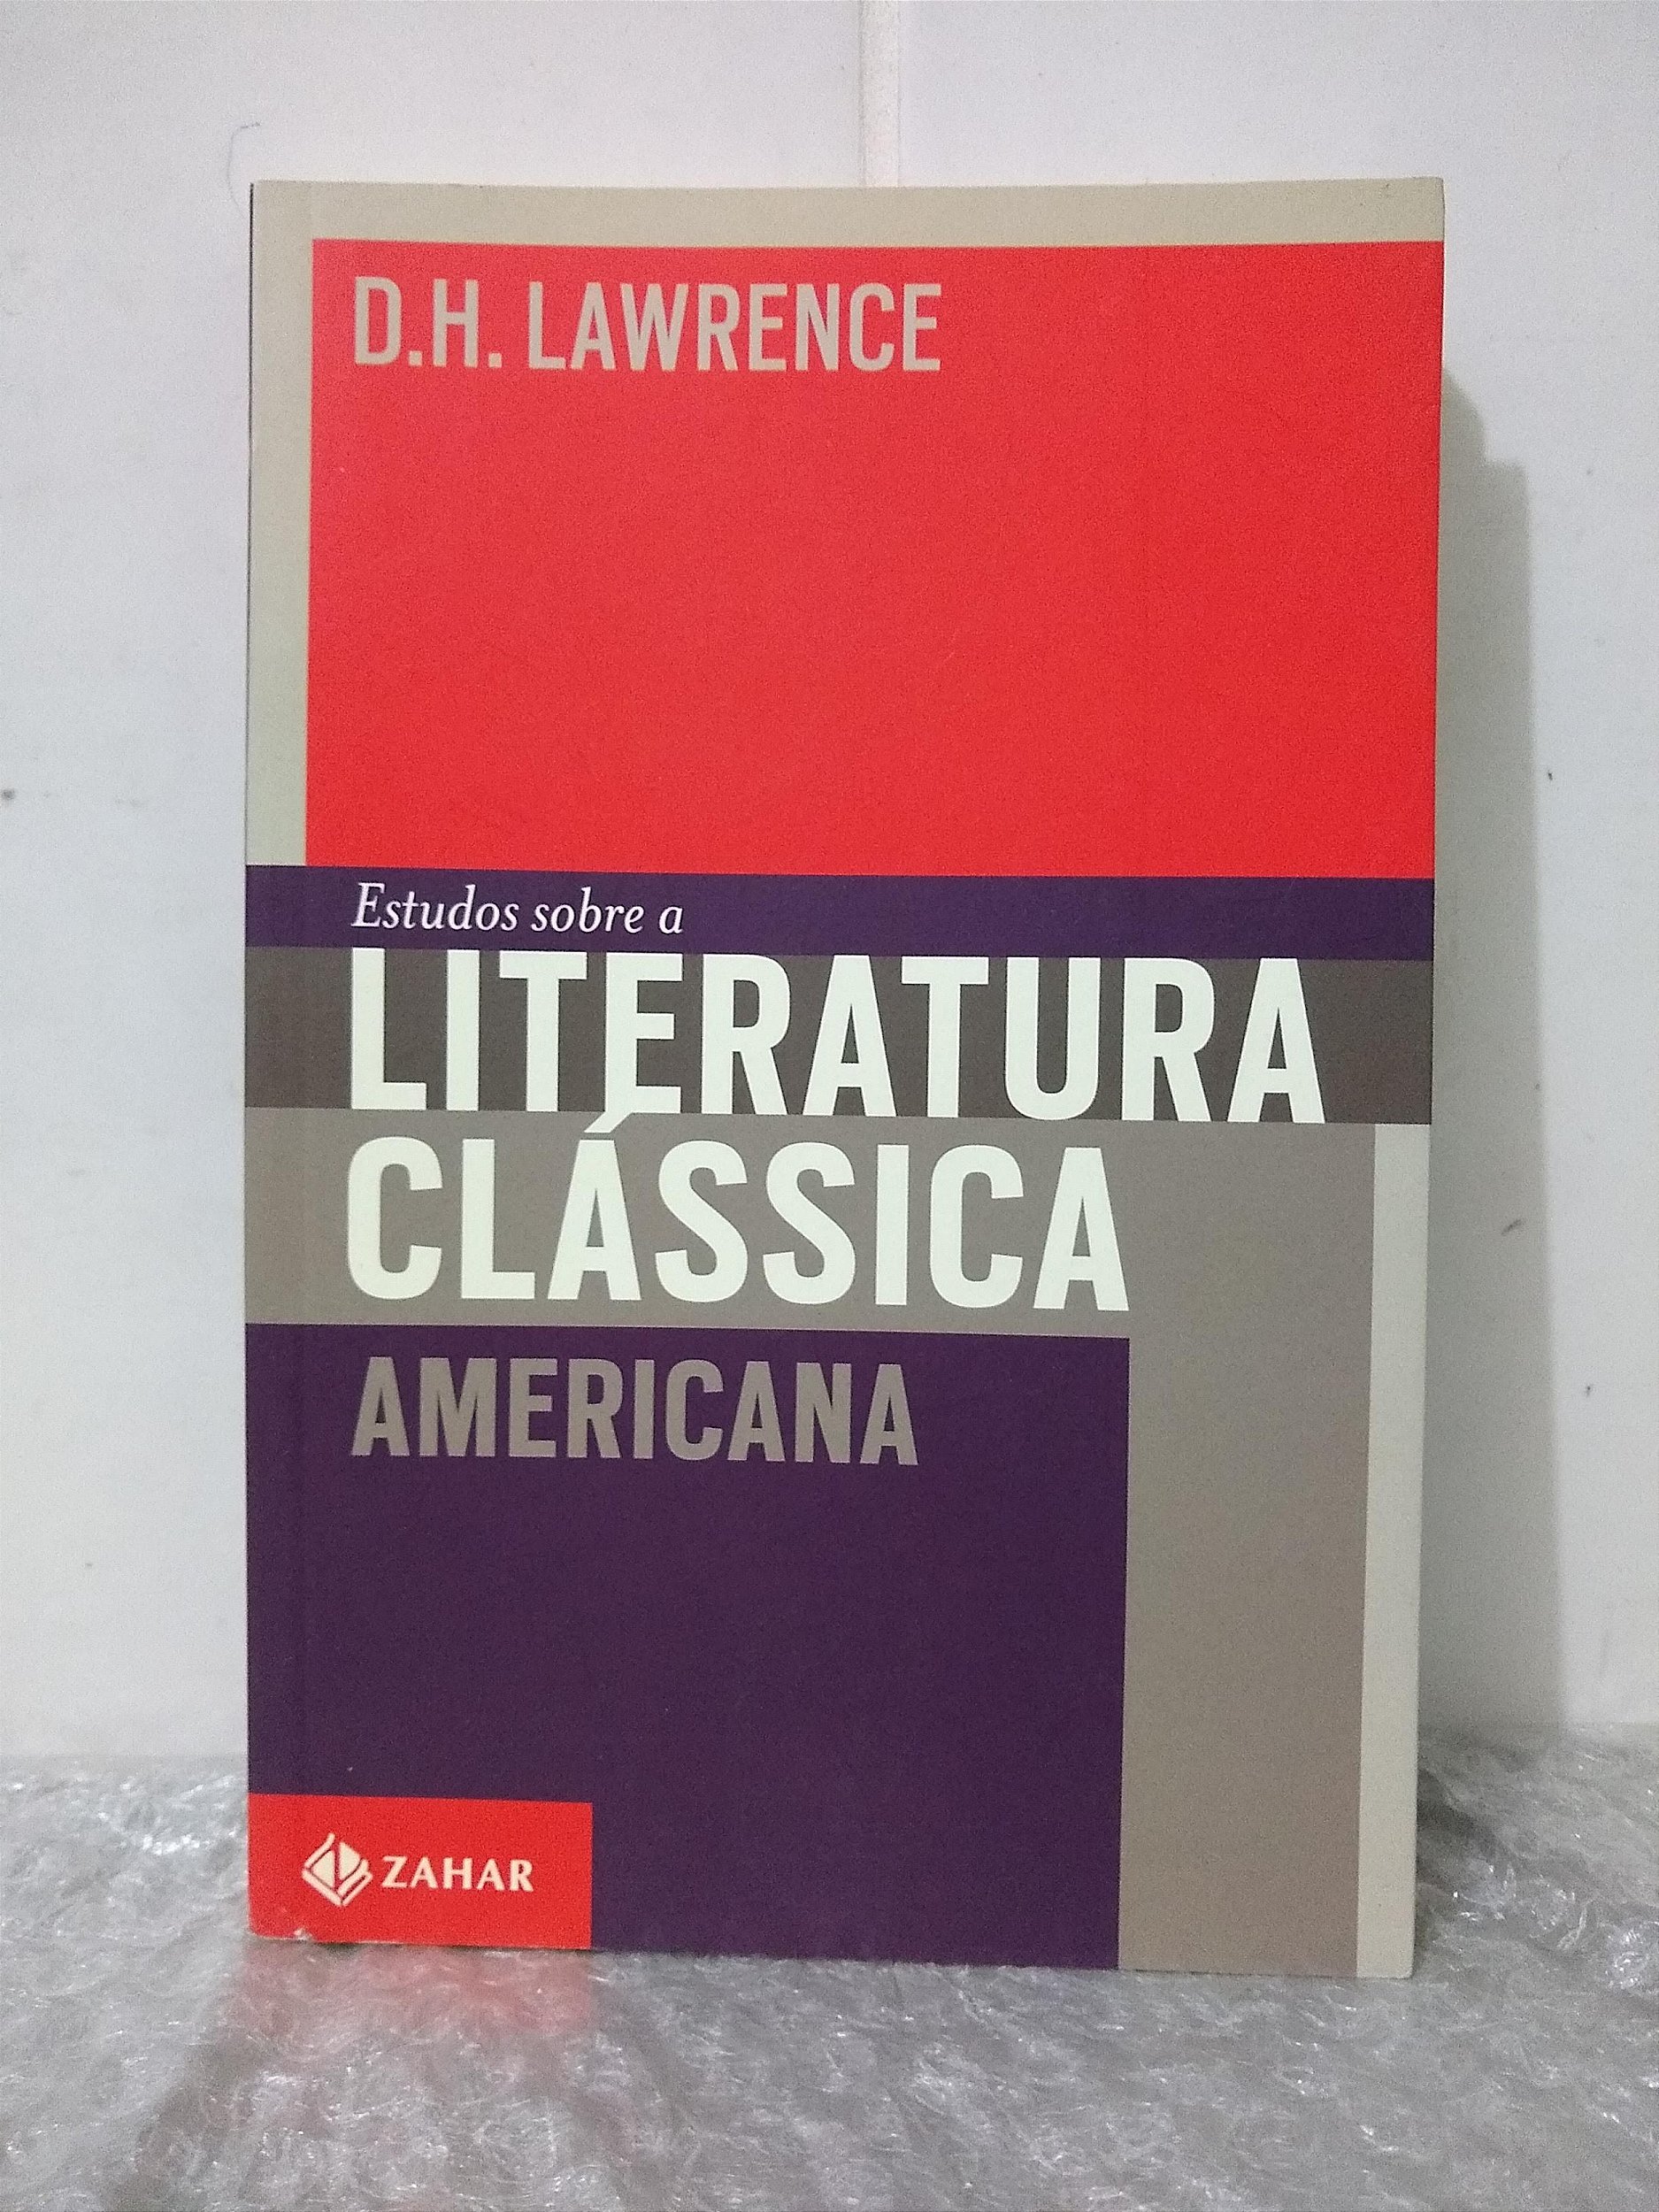 D.H. LAWRENCE
Estudos sobre a
LITERATURA
CLÁSSICA
AMERICANA
ZAHAR